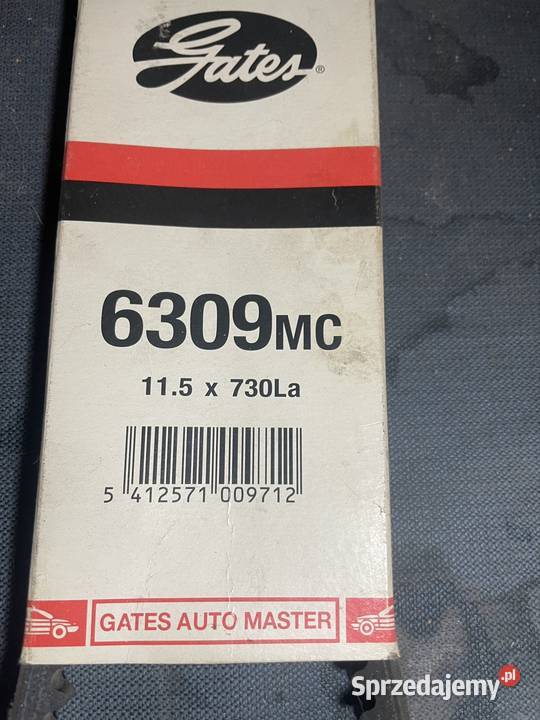 Gates®
6309MC
11.5 x 730La
5 412571 009712
GATES AUTO MASTER
Sprzedajemy.pl